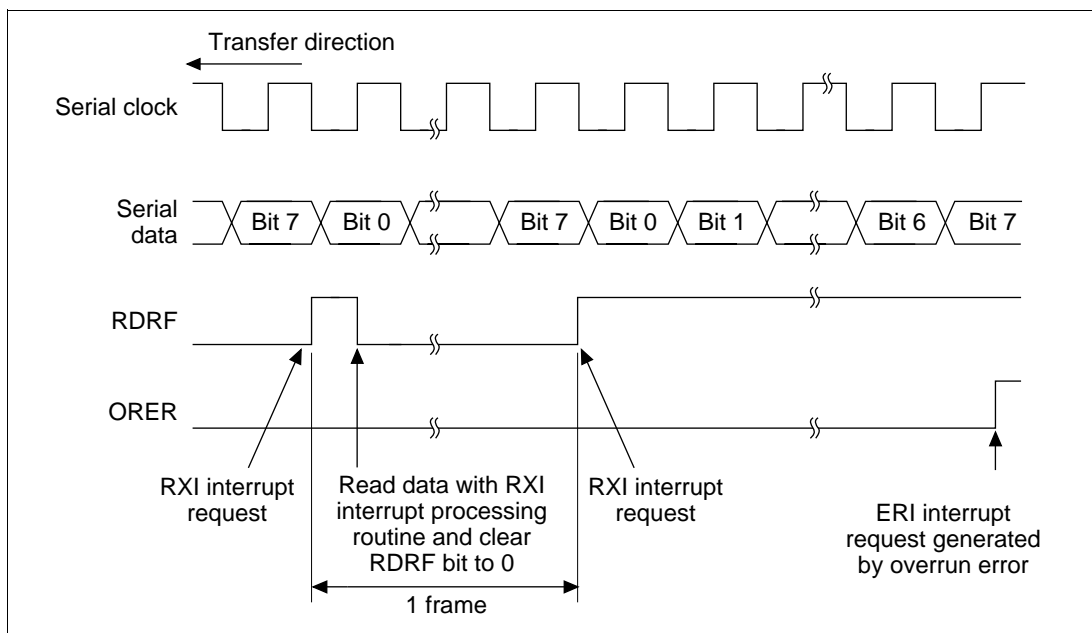 Transfer direction
Serial clock
Serial
data
Bit 7
Bit 0
Bit 7
Bit 0
Bit 1
Bit 6
Bit 7
RDRF
ORER
RXI interrupt
request
Read data with RXI
interrupt processing
routine and clear
RDRF bit to 0
RXI interrupt
request
ERI interrupt
request generated
by overrun error
1 frame